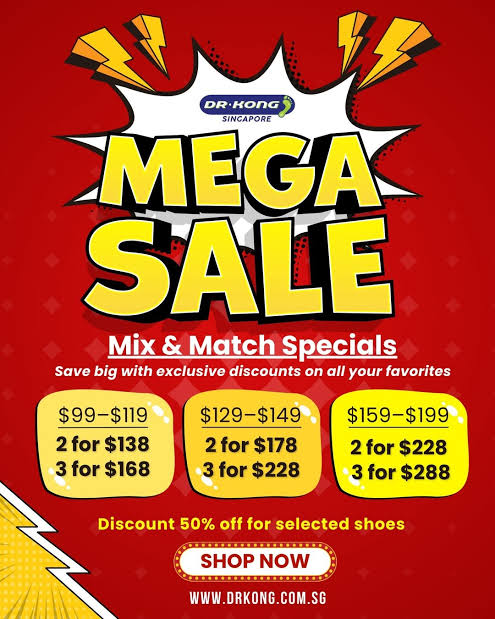 DR·KONG
SINGAPORE
MEGA
SALE
Mix & Match Specials
Save big with exclusive discounts on all your favorites
$99–$119
2 for $138
3 for $168
$129–$149
2 for $178
3 for $228
$159–$199
2 for $228
3 for $288
Discount 50% off for selected shoes
SHOP NOW
WWW.DRKONG.COM.SG